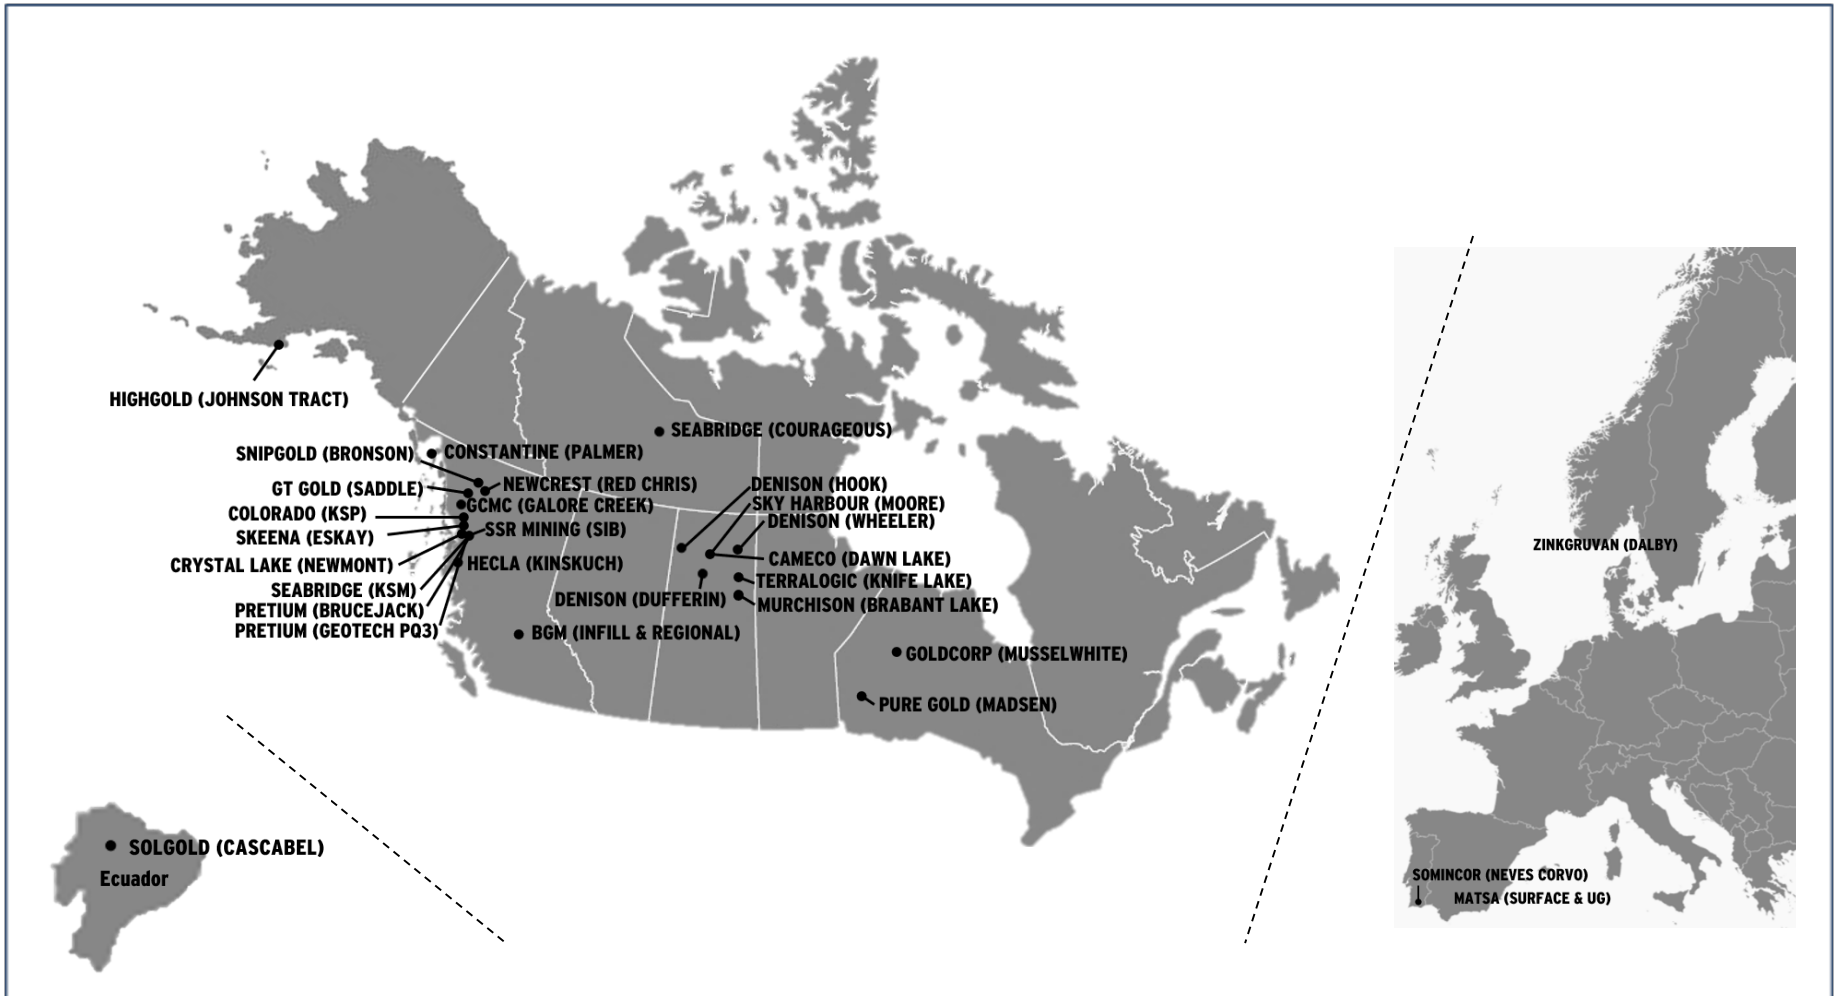 HIGHGOLD (JOHNSON TRACT)
SEABRIDGE (COURAGEOUS)
SNIPGOLD (BRONSON)
CONSTANTINE (PALMER)
GT GOLD (SADDLE)
NEWCREST (RED CHRIS)
DENISON (HOOK)
GCMC (GALORE CREEK)
SKY HARBOUR (MOORE)
COLORADO (KSP)
DENISON (WHEELER)
SKEENA (ESKAY)
SSR MINING (SIB)
CRYSTAL LAKE (NEWMONT)
HECLA (KINSKUCH)
CAMECO (DAWN LAKE)
SEABRIDGE (KSM)
TERRALOGIC (KNIFE LAKE)
PRETIUM (BRUCEJACK)
DENISON (DUFFERIN)
MURCHISON (BRABANT LAKE)
PRETIUM (GEOTECH PQ3)
BGM (INFILL & REGIONAL)
GOLDCORP (MUSSELWHITE)
PURE GOLD (MADSEN)
SOLGOLD (CASCABEL)
Ecuador
ZINKGRUVAN (DALBY)
SOMINCOR (NEVES CORVO)
MATSA (SURFACE & UG)